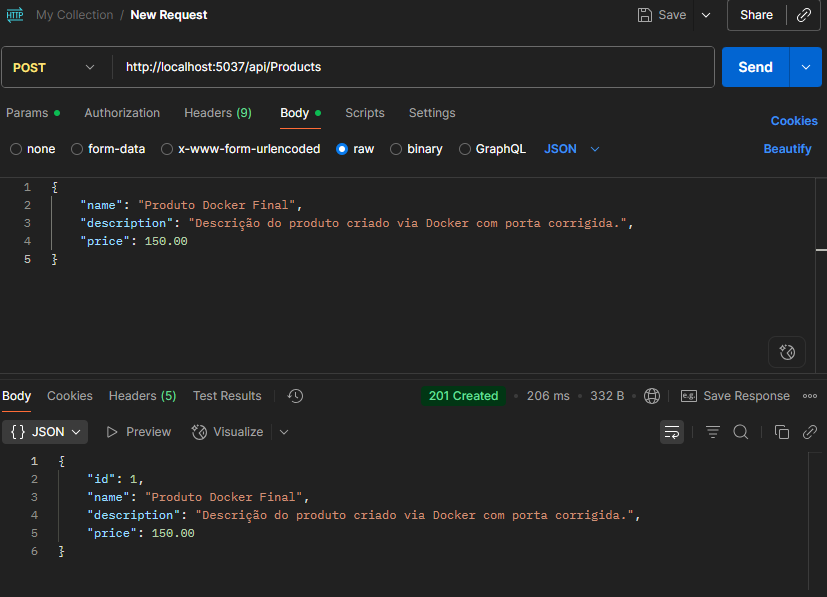 HTTP My Collection / New Request Save Share
POST http://localhost:5037/api/Products Send
Params Authorization Headers (9) Body Scripts Settings Cookies
none form-data x-www-form-urlencoded raw binary GraphQL JSON Beautify
1 {
2 "name": "Produto Docker Final",
3 "description": "Descrição do produto criado via Docker com porta corrigida.",
4 "price": 150.00
5 }
Body Cookies Headers (5) Test Results 201 Created 206 ms 332 B e.g. Save Response
{} JSON Preview Visualize
1 {
2 "id": 1,
3 "name": "Produto Docker Final",
4 "description": "Descrição do produto criado via Docker com porta corrigida.",
5 "price": 150.00
6 }